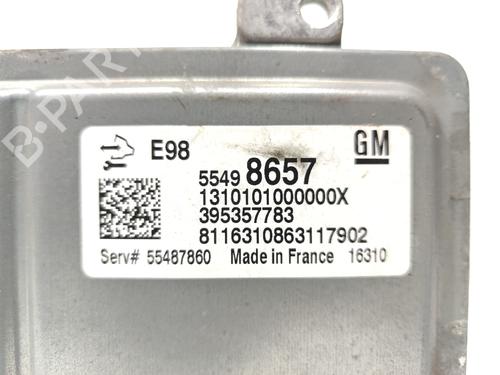 E98
GM
5549 8657
1310101000000X
395357783
8116310863117902
Serv# 55487860 Made in France 16310
B-PARTS